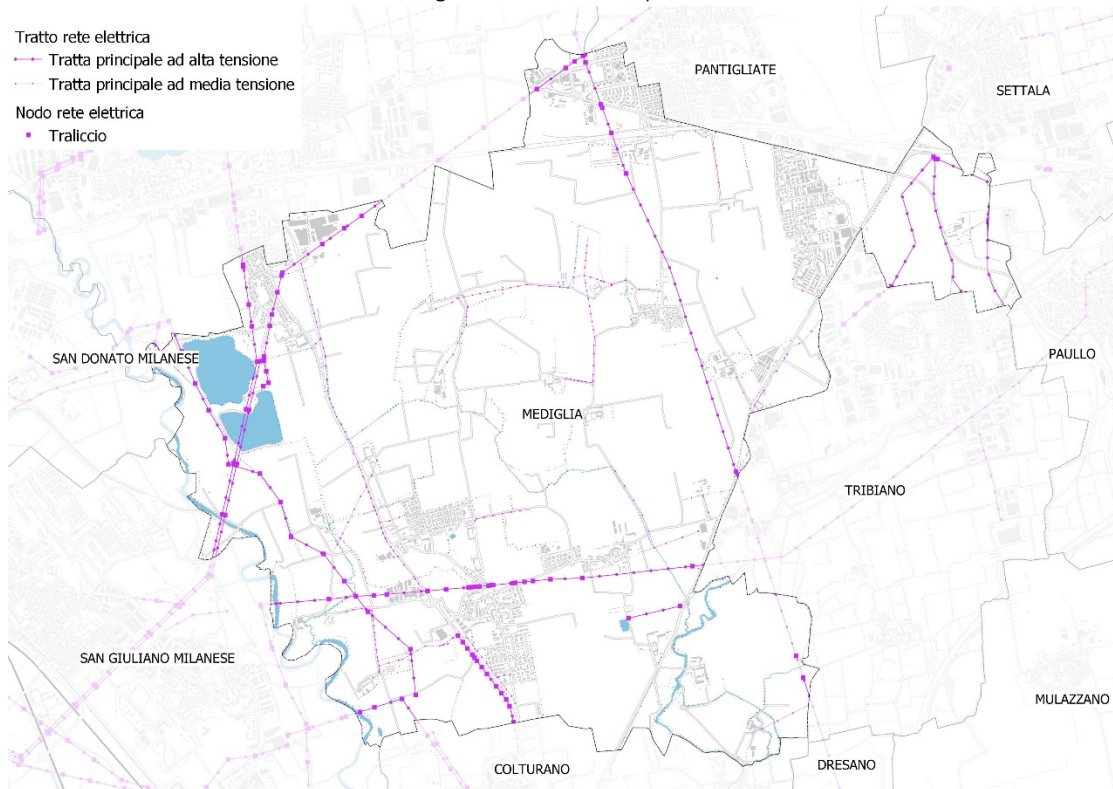 Tratto rete elettrica
Tratta principale ad alta tensione
Tratta principale ad media tensione
Nodo rete elettrica
Traliccio
PANTIGLIATE
SETTALA
SAN DONATO MILANESE
PAULLO
MEDIGLIA
TRIBIANO
SAN GIULIANO MILANESE
MULAZZANO
COLTURANO
DRESANO